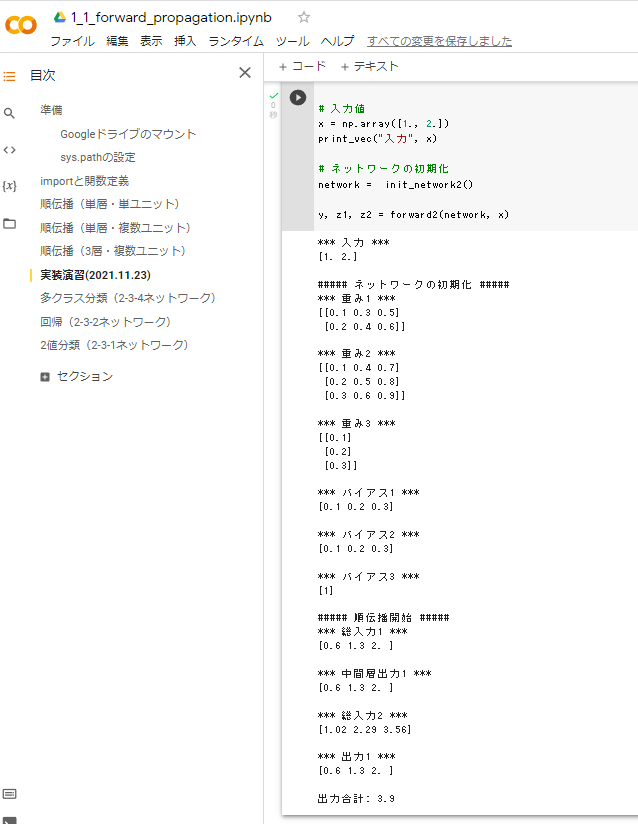 1_1_forward_propagation.ipynb
ファイル 編集 表示 挿入 ランタイム ツール ヘルプ すべての変更を保存しました
目次
準備
Googleドライブのマウント
sys.pathの設定
importと関数定義
順伝播（単層・単ユニット）
順伝播（単層・複数ユニット）
順伝播（3層・複数ユニット）
実装演習(2021.11.23)
多クラス分類（2-3-4ネットワーク）
回帰（2-3-2ネットワーク）
2値分類（2-3-1ネットワーク）
セクション
+ コード + テキスト
0
秒
# 入力値
x = np.array([1., 2.])
print_vec("入力", x)
# ネットワークの初期化
network = init_network2()
y, z1, z2 = forward2(network, x)
*** 入力 ***
[1. 2.]
##### ネットワークの初期化 #####
*** 重み1 ***
[[0.1 0.3 0.5]
[0.2 0.4 0.6]]
*** 重み2 ***
[[0.1 0.4 0.7]
[0.2 0.5 0.8]
[0.3 0.6 0.9]]
*** 重み3 ***
[[0.1]
[0.2]
[0.3]]
*** バイアス1 ***
[0.1 0.2 0.3]
*** バイアス2 ***
[0.1 0.2 0.3]
*** バイアス3 ***
[1]
##### 順伝播開始 #####
*** 総入力1 ***
[0.6 1.3 2. ]
*** 中間層出力1 ***
[0.6 1.3 2. ]
*** 総入力2 ***
[1.02 2.29 3.56]
*** 出力1 ***
[0.6 1.3 2. ]
出力合計: 3.9